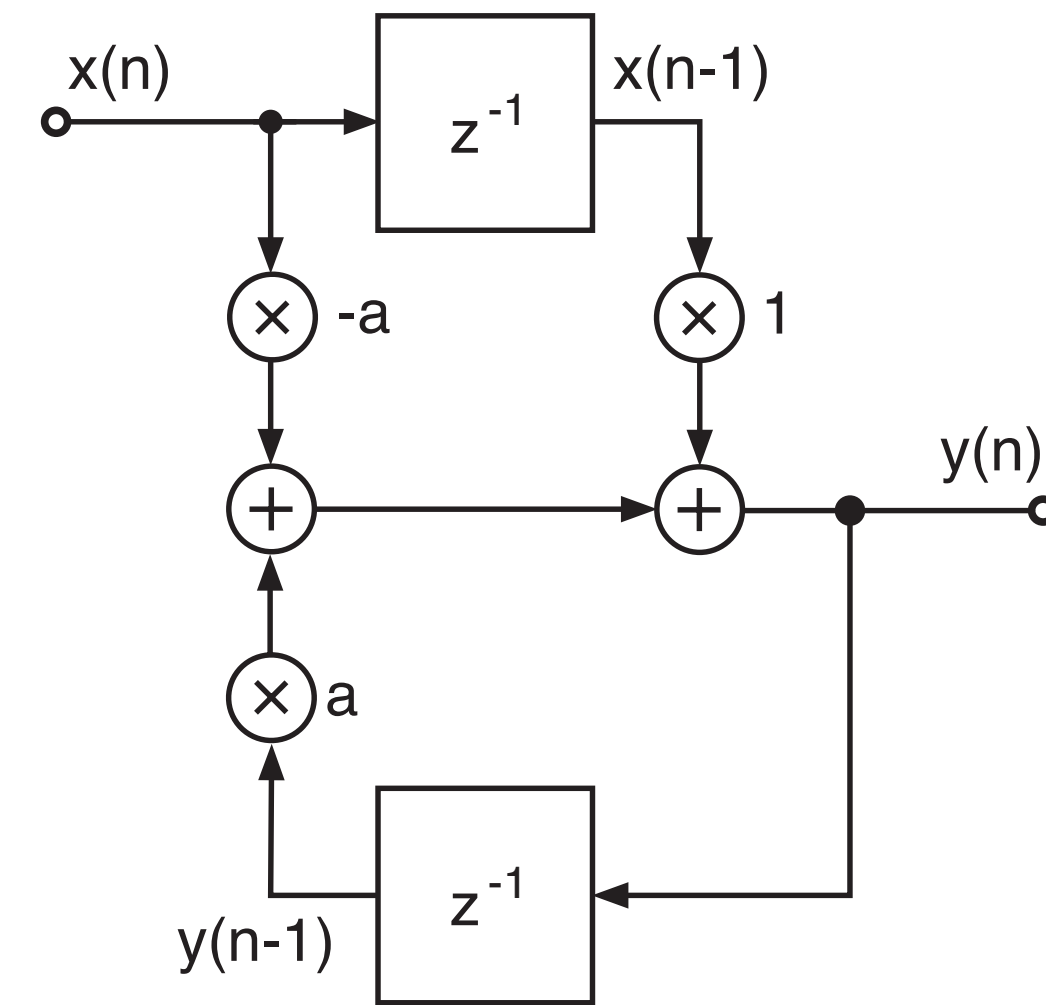 x(n)
z^-1
x(n-1)
×
-a
×
1
+
+
y(n)
×
a
z^-1
y(n-1)